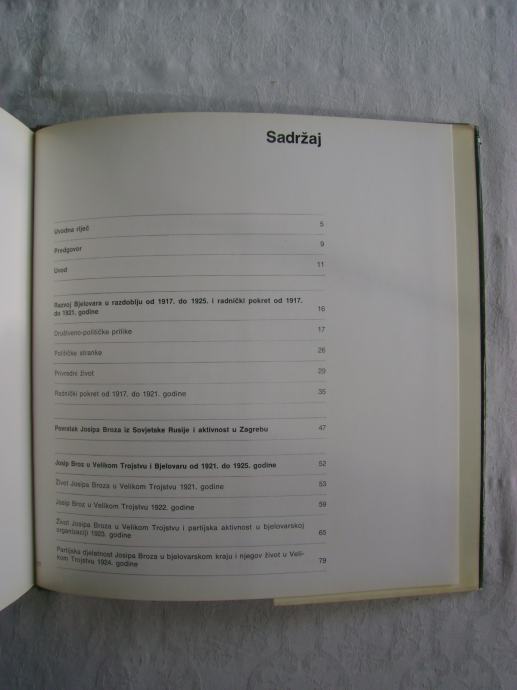 Sadržaj
Uvodna riječ 5
Predgovor 9
Uvod 11
Razvoj Bjelovara u razdoblju od 1917. do 1925. i radnički pokret od 1917.
do 1921. godine 16
Društveno-političke prilike 17
Političke stranke 26
Privredni život 29
Radnički pokret od 1917. do 1921. godine 35
Povratak Josipa Broza iz Sovjetske Rusije i aktivnost u Zagrebu 47
Josip Broz u Velikom Trojstvu i Bjelovaru od 1921. do 1925. godine 52
Život Josipa Broza u Velikom Trojstvu 1921. godine 53
Josip Broz u Velikom Trojstvu 1922. godine 59
Život Josipa Broza u Velikom Trojstvu i partijska aktivnost u bjelovarskoj
organizaciji 1923. godine 65
Partijska djelatnost Josipa Broza u bjelovarskom kraju i njegov život u Veli-
kom Trojstvu 1924. godine 79